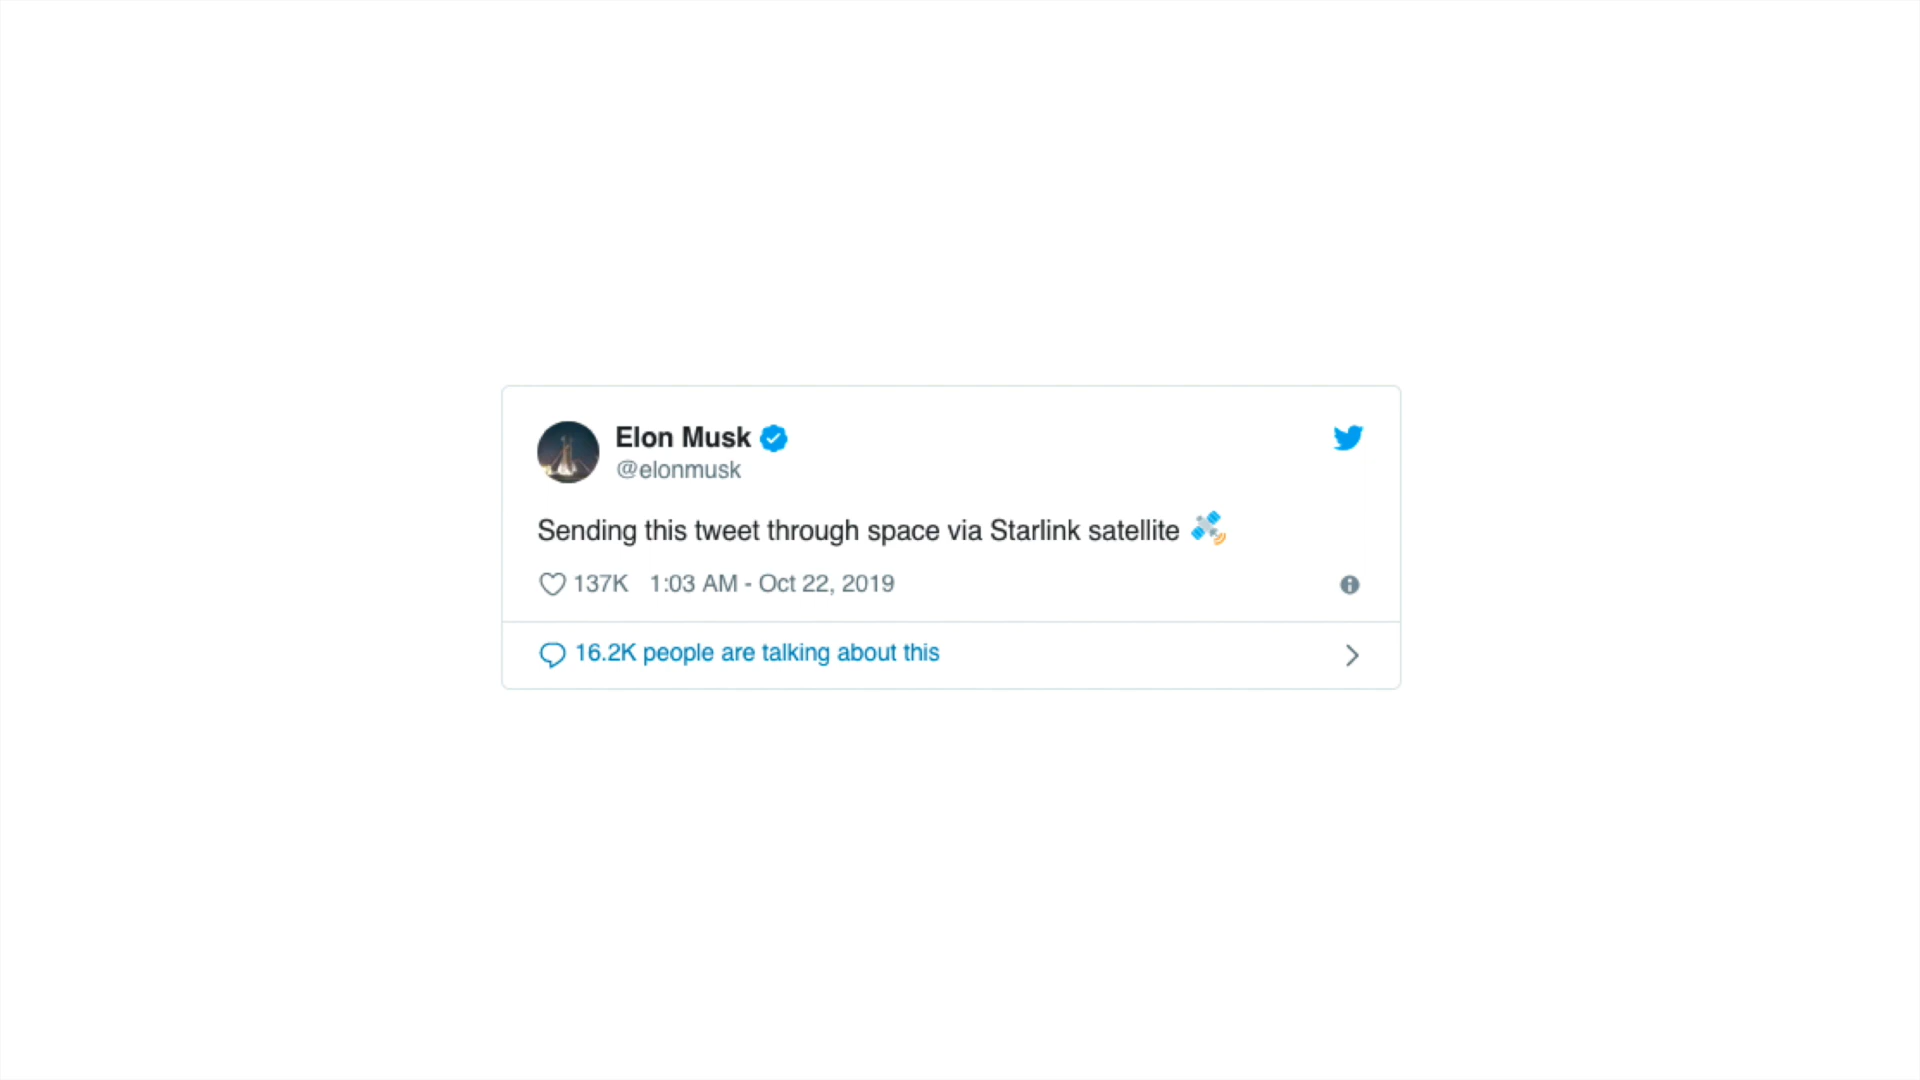 Elon Musk
@elonmusk
Sending this tweet through space via Starlink satellite 🛰
137K 1:03 AM - Oct 22, 2019
16.2K people are talking about this